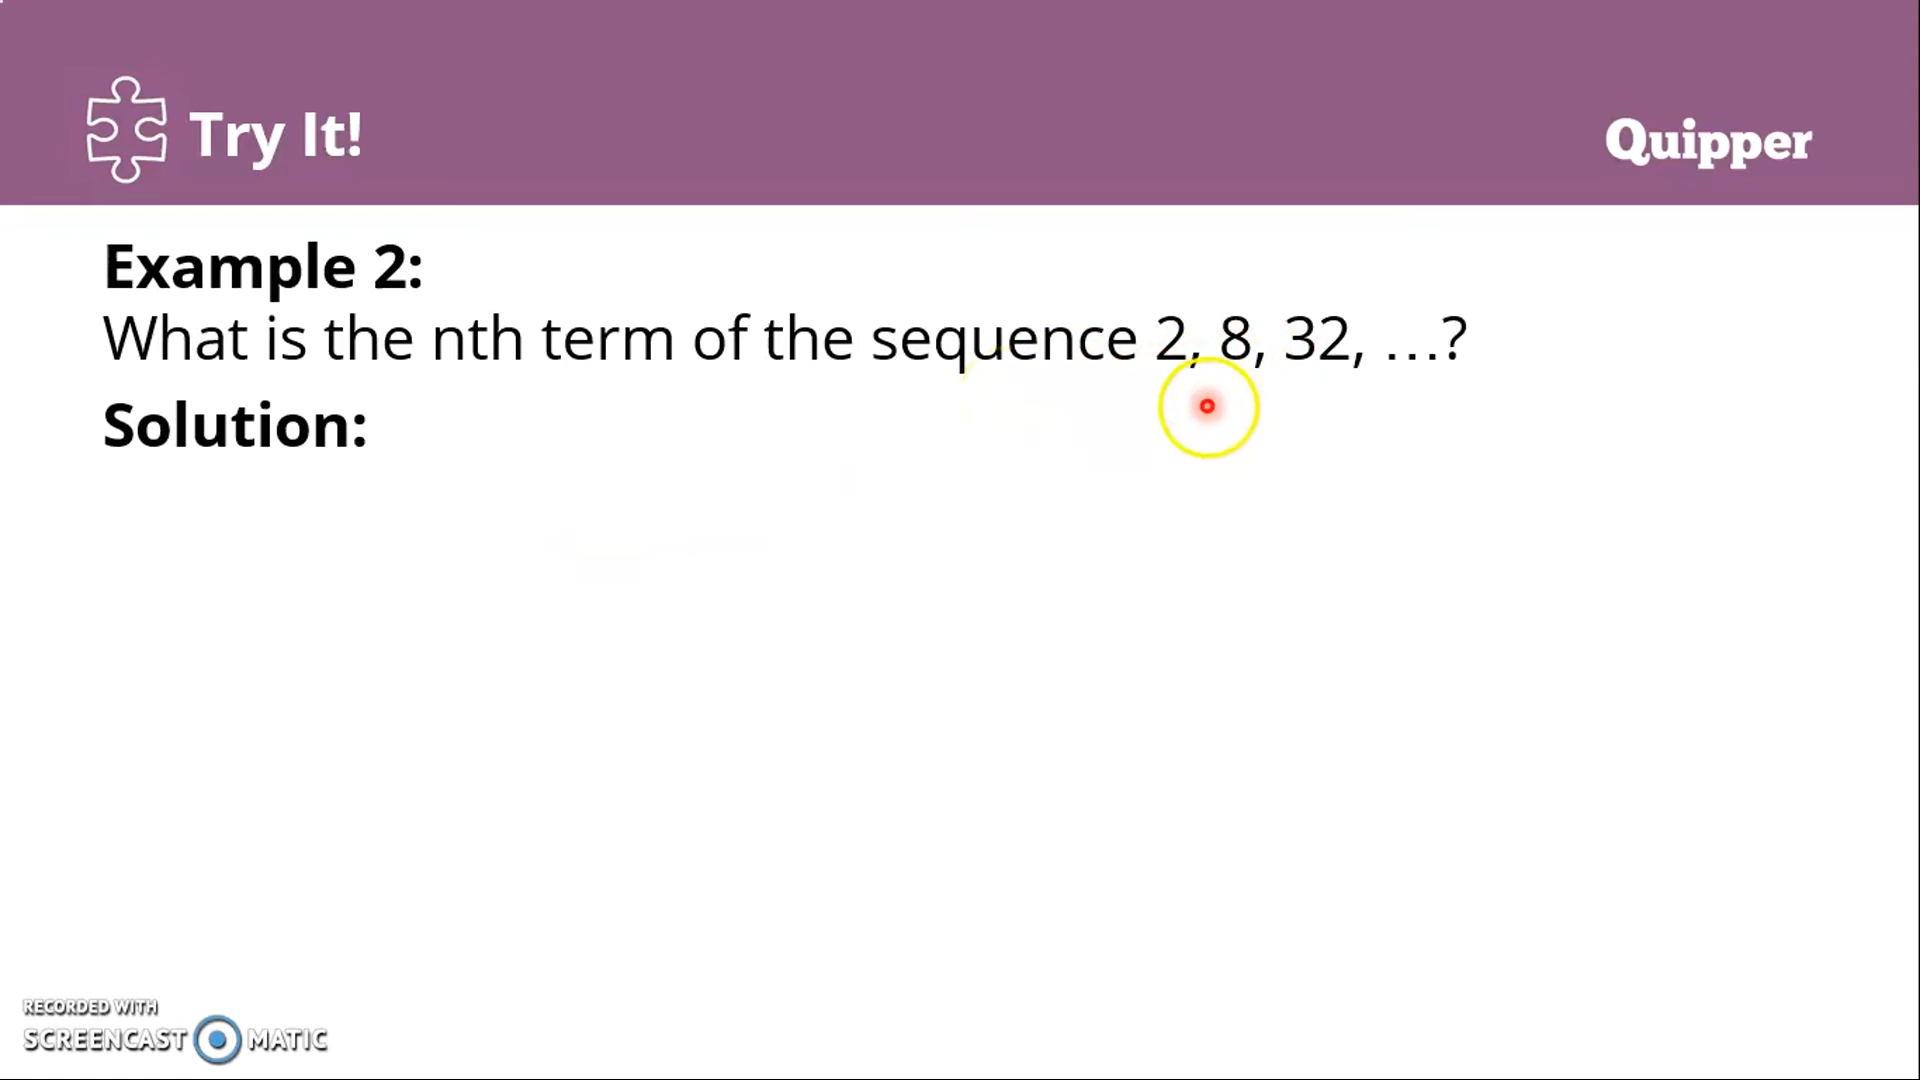 Try It!
Quipper
Example 2:
What is the nth term of the sequence 2, 8, 32, …?
Solution:
RECORDED WITH
SCREENCAST MATIC